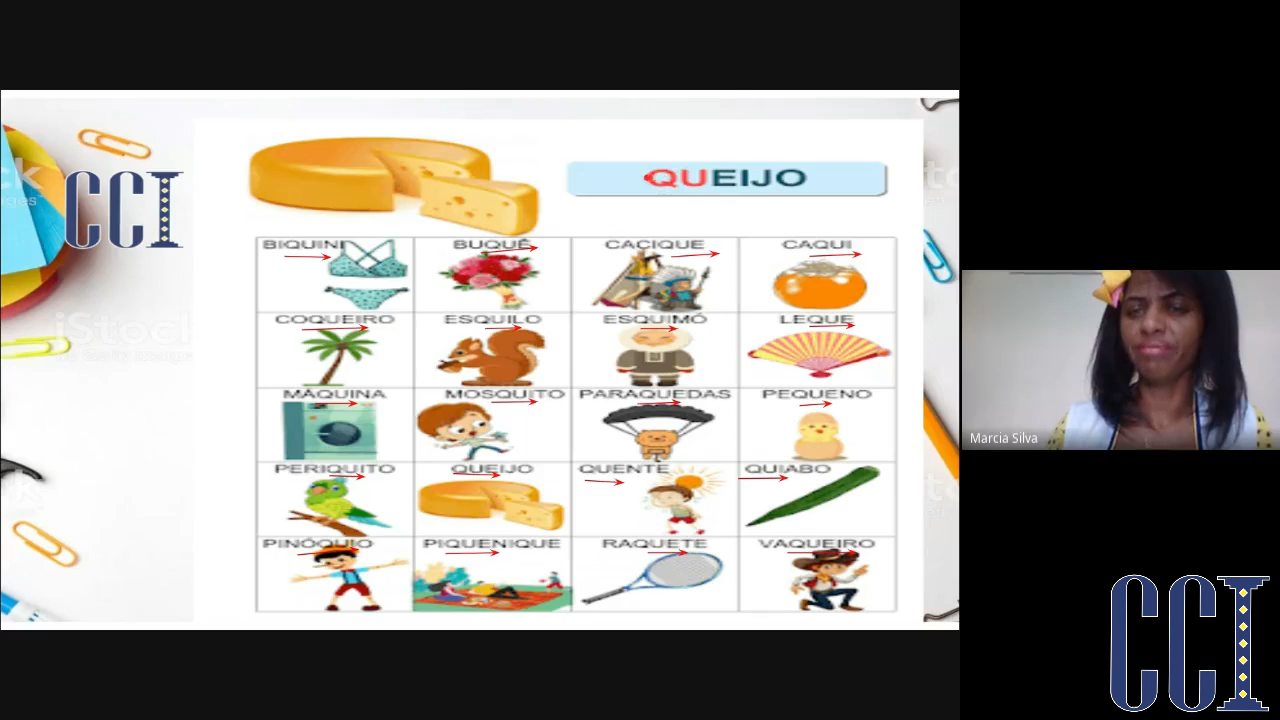 CCI
QUEIJO
BIQUINI BUQUÊ CACIQUE CAQUI
COQUEIRO ESQUILO ESQUIMÓ LEQUE
MÁQUINA MOSQUITO PARAQUEDAS PEQUENO
PERIQUITO QUEIJO QUENTE QUIABO
PINÓQUIO PIQUENIQUE RAQUETE VAQUEIRO
Marcia Silva
CCI